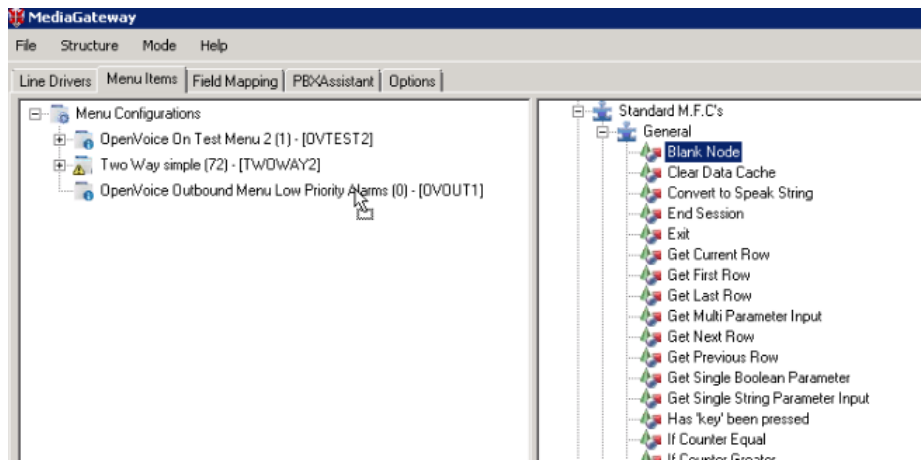 MediaGateway
File Structure Mode Help
Line Drivers Menu Items Field Mapping PBXAssistant Options
Menu Configurations
OpenVoice On Test Menu 2 (1) - [OVTEST2]
Two Way simple (72) - [TWOWAY2]
OpenVoice Outbound Menu Low Priority Alarms (0) - [OVOUT1]
Standard M.F.C's
General
Blank Node
Clear Data Cache
Convert to Speak String
End Session
Exit
Get Current Row
Get First Row
Get Last Row
Get Multi Parameter Input
Get Next Row
Get Previous Row
Get Single Boolean Parameter
Get Single String Parameter Input
Has 'key' been pressed
If Counter Equal
If Counter Greater